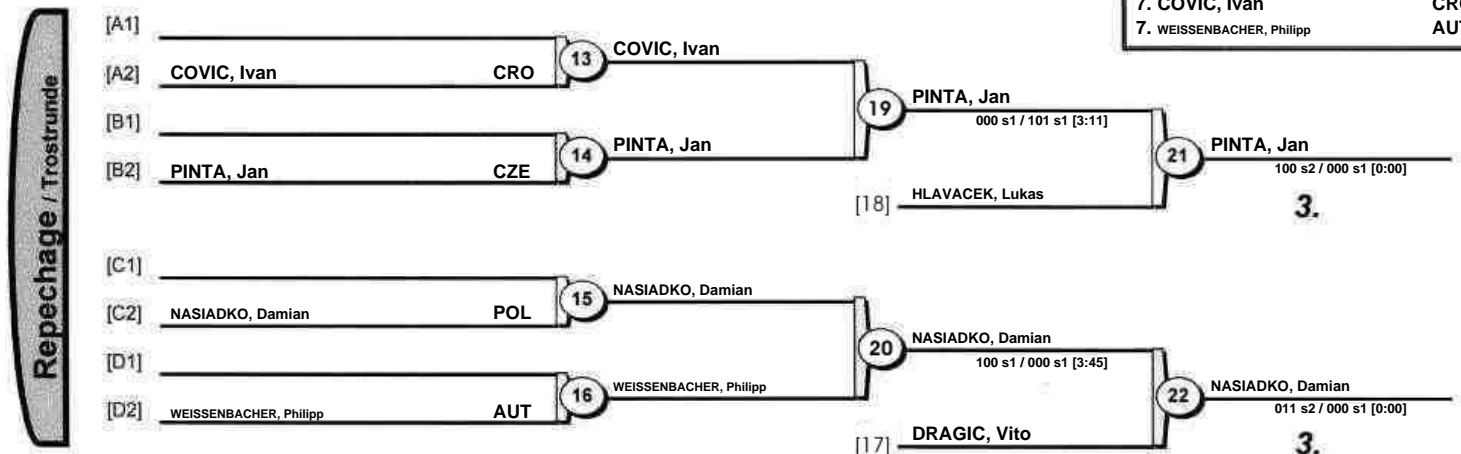 7. COVIC, Ivan
7. WEISSENBACHER, Philipp AUT
Repechage / Trostrunde
[A1]
[A2] COVIC, Ivan CRO
13 COVIC, Ivan
[B1]
[B2] PINTA, Jan CZE
14 PINTA, Jan
19 PINTA, Jan
000 s1 / 101 s1 [3:11]
[18] HLAVACEK, Lukas
21 PINTA, Jan
100 s2 / 000 s1 [0:00]
3.
[C1]
[C2] NASIADKO, Damian POL
15 NASIADKO, Damian
[D1]
[D2] WEISSENBACHER, Philipp AUT
16 WEISSENBACHER, Philipp
20 NASIADKO, Damian
100 s1 / 000 s1 [3:45]
[17] DRAGIC, Vito
22 NASIADKO, Damian
011 s2 / 000 s1 [0:00]
3.